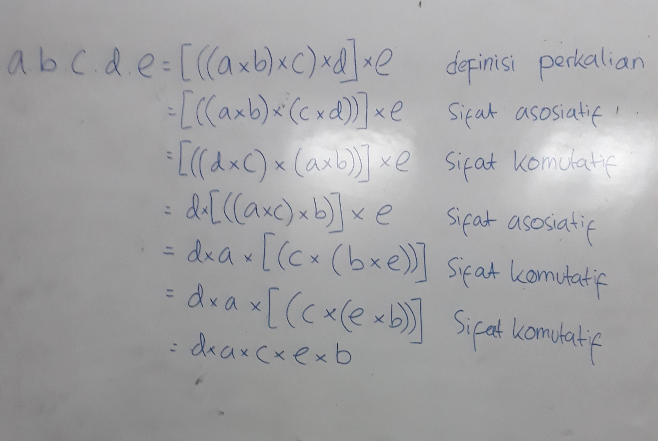 a b c . d . e = [((a×b)×c)×d]×e definisi perkalian
= [((a×b)×(c×d))]×e Sifat asosiatif
= [((d×c)×(a×b))]×e Sifat komutatif
= d×[((a×c)×b)]×e Sifat asosiatif
= d×a×[(c×(b×e))] Sifat komutatif
= d×a×[(c×(e×b))] Sifat komutatif
= d×a×c×e×b